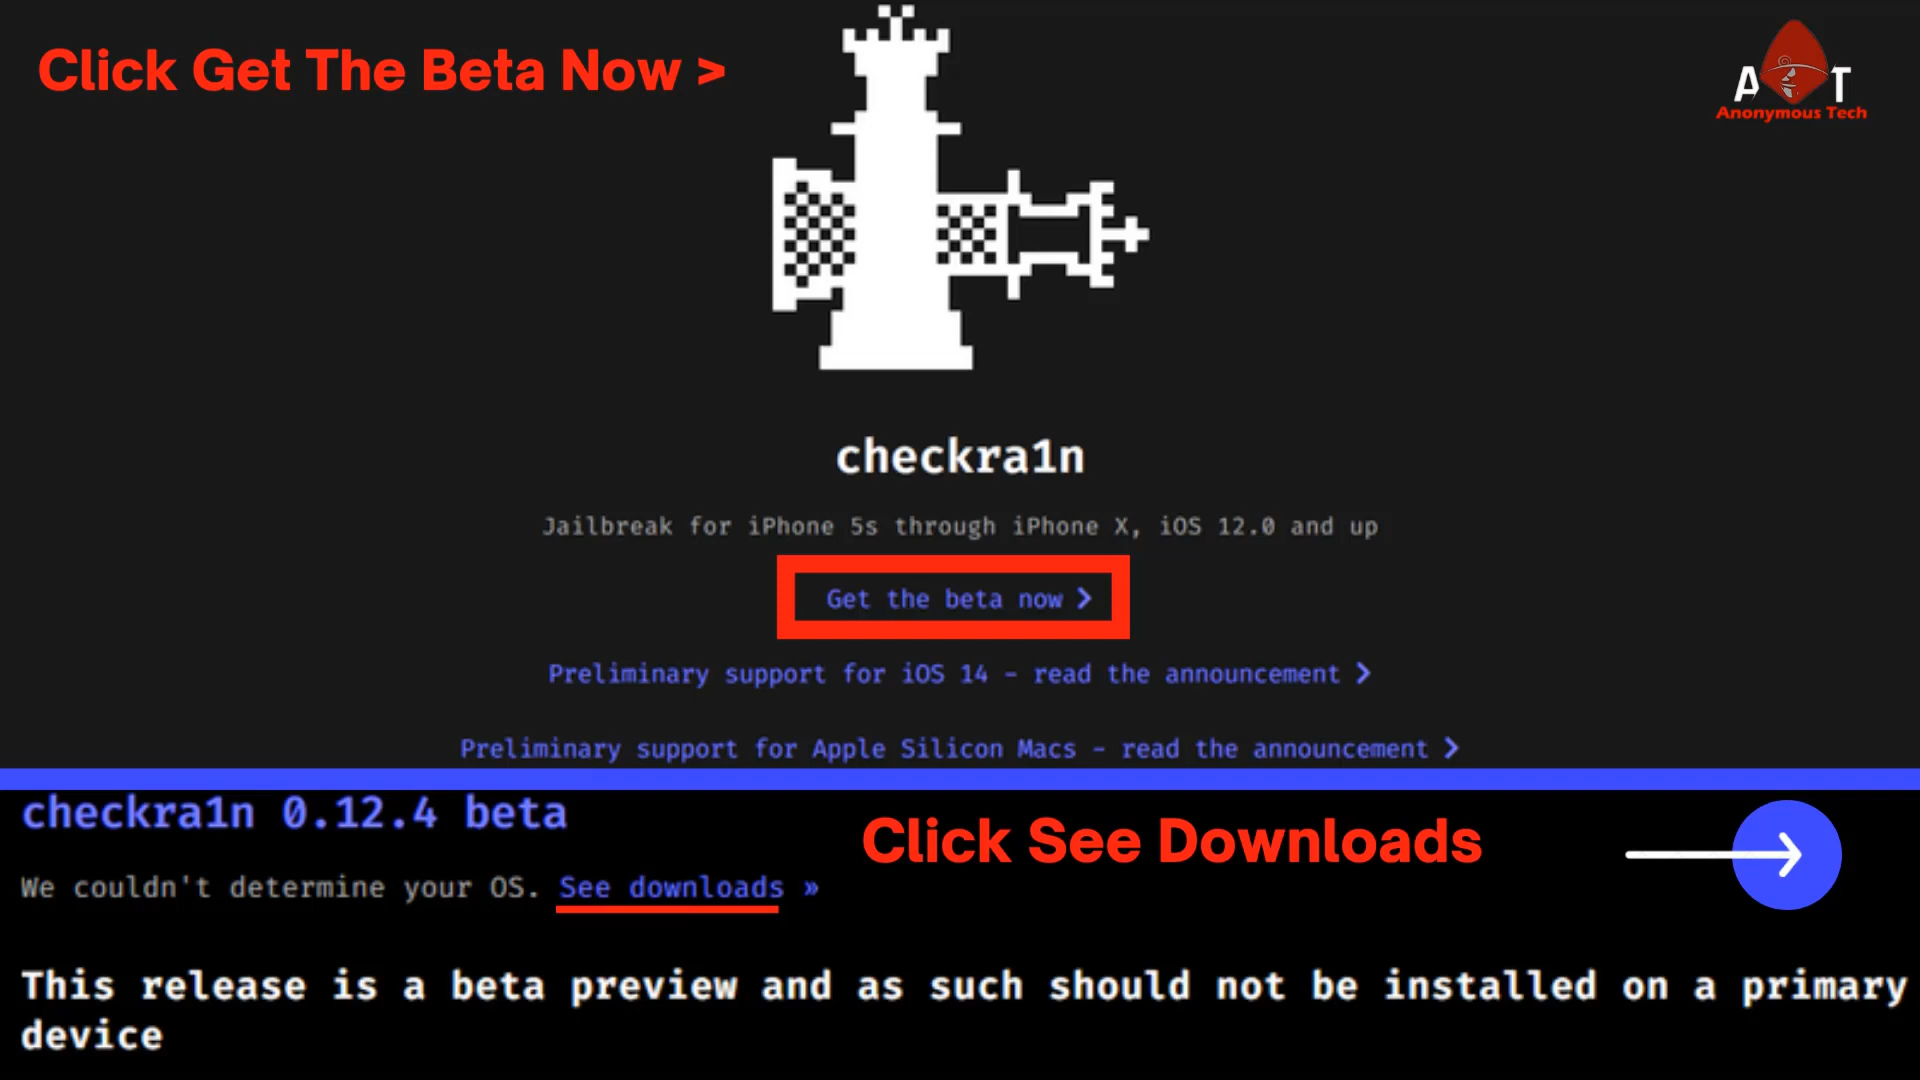 Click Get The Beta Now >
A T
Anonymous Tech
checkra1n
Jailbreak for iPhone 5s through iPhone X, iOS 12.0 and up
Get the beta now >
Preliminary support for iOS 14 – read the announcement >
Preliminary support for Apple Silicon Macs – read the announcement >
checkra1n 0.12.4 beta
Click See Downloads
We couldn't determine your OS. See downloads »
This release is a beta preview and as such should not be installed on a primary
device